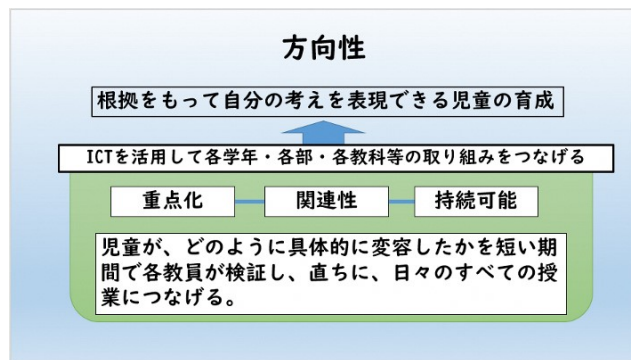 方向性
根拠をもって自分の考えを表現できる児童の育成
ICTを活用して各学年・各部・各教科等の取り組みをつなげる
重点化 関連性 持続可能
児童が、どのように具体的に変容したかを短い期
間で各教員が検証し、直ちに、日々のすべての授
業につなげる。